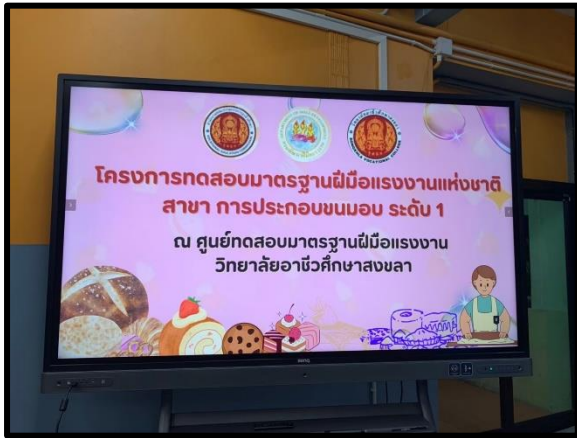 โครงการทดสอบมาตรฐานฝีมือแรงงานแห่งชาติ
สาขา การประกอบขนมอบ ระดับ 1
ณ ศูนย์ทดสอบมาตรฐานฝีมือแรงงาน
วิทยาลัยอาชีวศึกษาสงขลา
BenQ